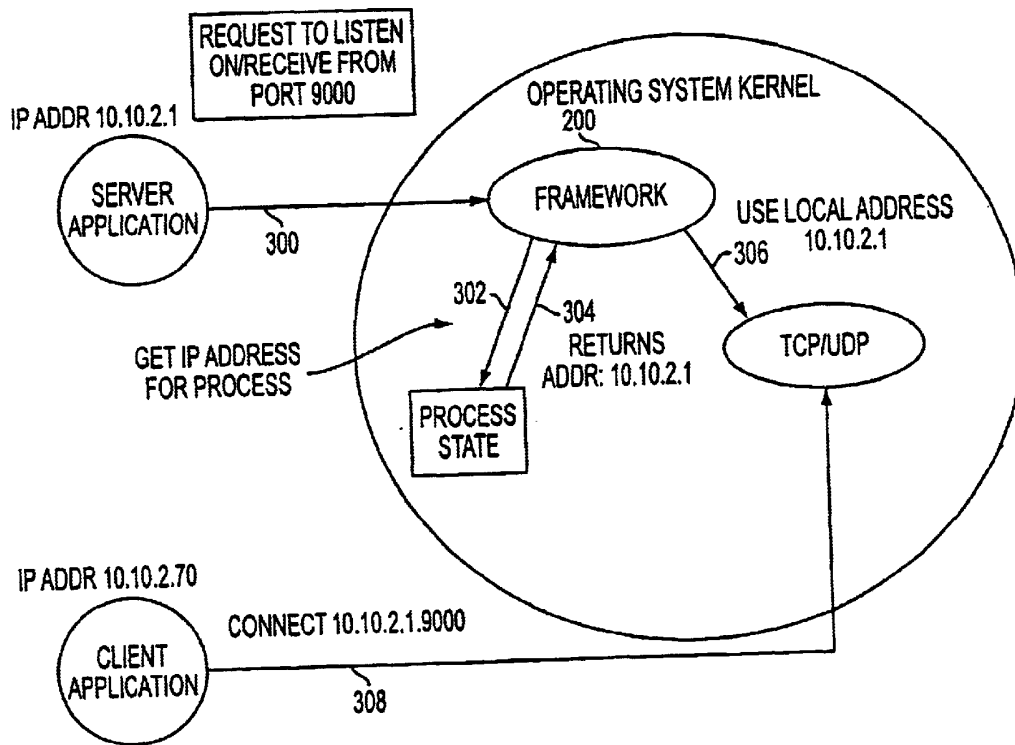 REQUEST TO LISTEN
ON/RECEIVE FROM
PORT 9000
IP ADDR 10.10.2.1
SERVER
APPLICATION
300
OPERATING SYSTEM KERNEL
200
FRAMEWORK
USE LOCAL ADDRESS
10.10.2.1
306
302
304
RETURNS
ADDR: 10.10.2.1
GET IP ADDRESS
FOR PROCESS
TCP/UDP
PROCESS
STATE
IP ADDR 10.10.2.70
CLIENT
APPLICATION
CONNECT 10.10.2.1.9000
308